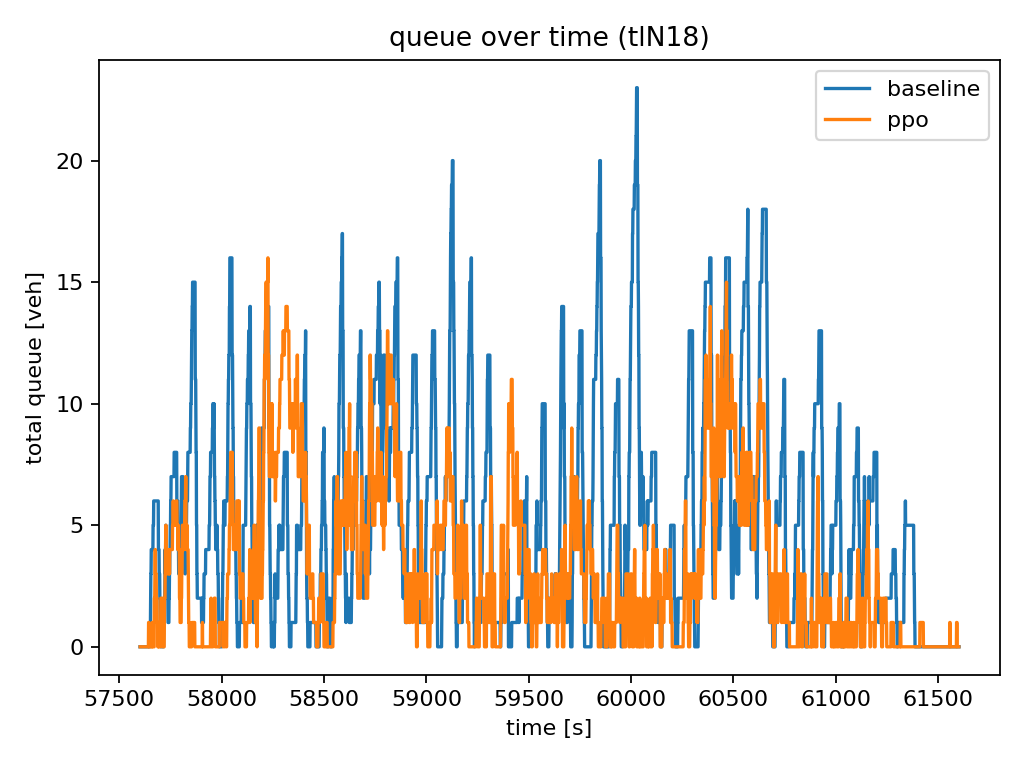 queue over time (tlN18)
baseline
ppo
total queue [veh]
20
15
10
5
0
57500 58000 58500 59000 59500 60000 60500 61000 61500
time [s]